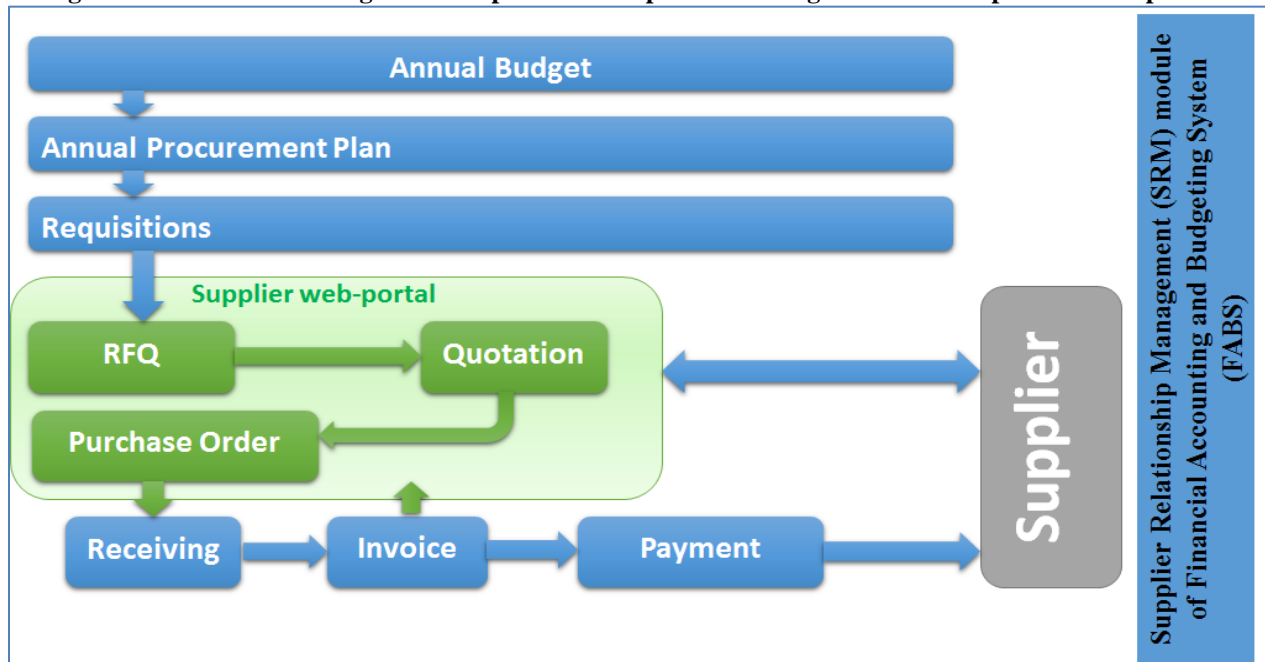 Annual Budget
Annual Procurement Plan
Requisitions
Supplier web-portal
RFQ
Quotation
Purchase Order
Receiving
Invoice
Payment
Supplier
Supplier Relationship Management (SRM) module
of Financial Accounting and Budgeting System
(FABS)